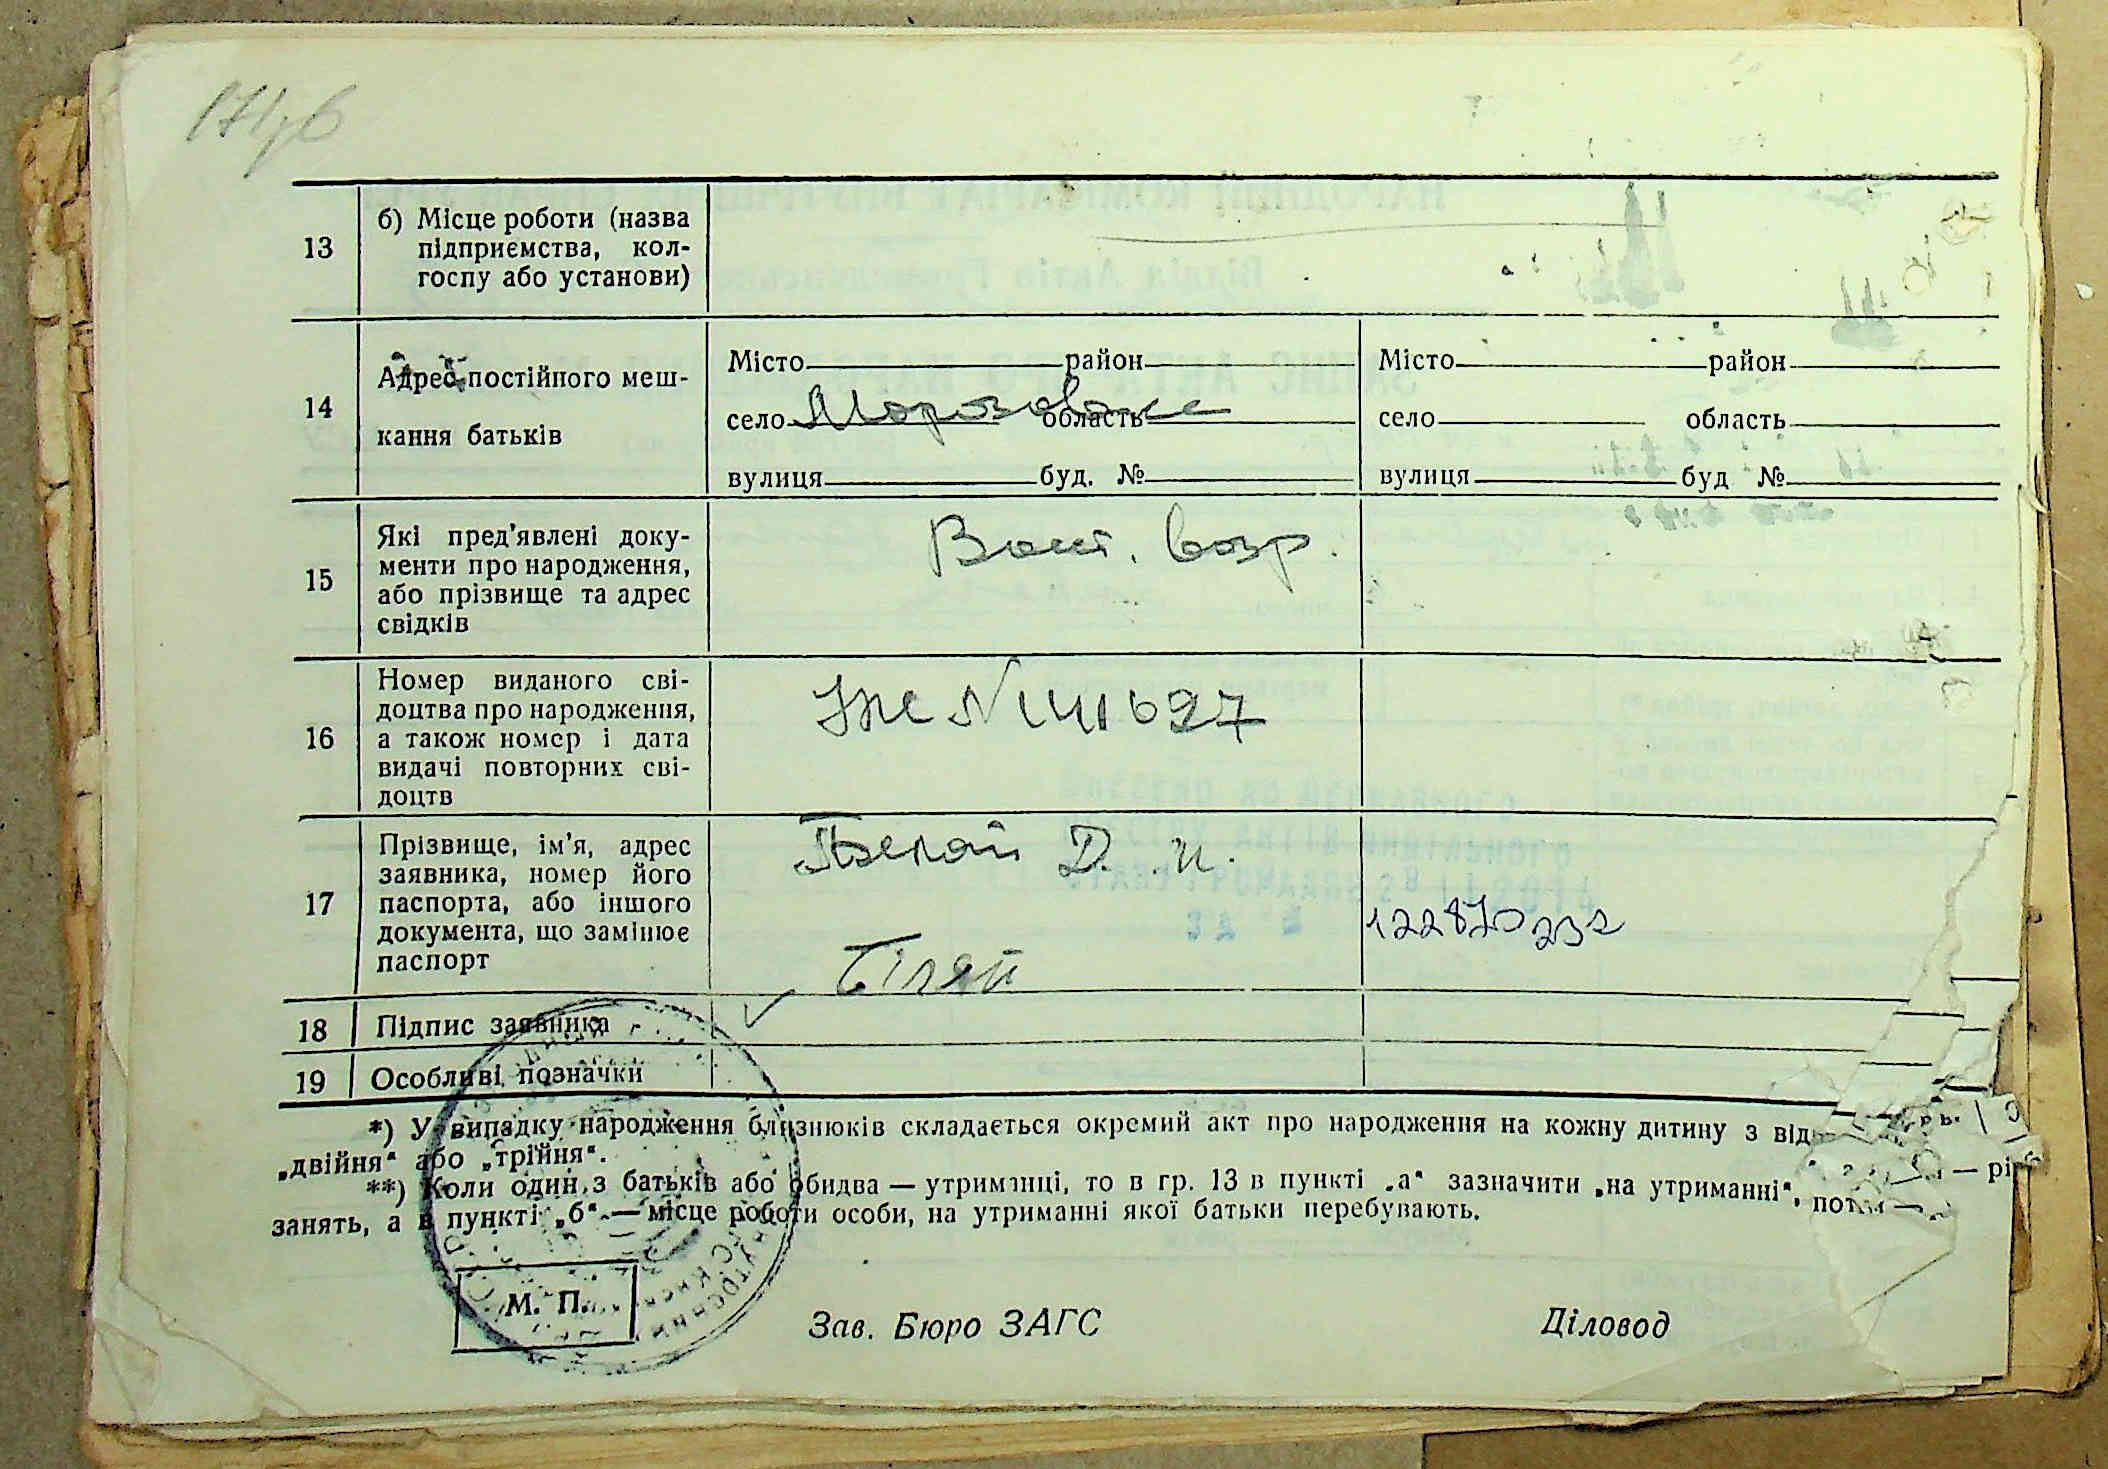 13
б) Місце роботи (назва
підприємства, кол-
госпу або установи)
14
Адрес постійного меш-
кання батьків
Місто район
село область
вулиця буд. №
Місто район
село область
вулиця буд №
15
Які пред'явлені доку-
менти про народження,
або прізвище та адрес
свідків
возр.
16
Номер виданого сві-
доцтва про народження,
а також номер і дата
видачі повторних сві-
доцтв
17
Прізвище, ім'я, адрес
заявника, номер його
паспорта, або іншого
документа, що замінює
паспорт
Белай Д. И.
Біляй
18 Підпис заявника
19 Особливі позначки
*) У випадку народження близнюків складається окремий акт про народження на кожну дитину з
„двійня“ або „трійня“.
**) Коли один з батьків або обидва — утриманці, то в гр. 13 в пункті „а“ зазначити „на утриманні“,
занять, а в пункті „б“ — місце роботи особи, на утриманні якої батьки перебувають.
М. П.
Зав. Бюро ЗАГС
Діловод